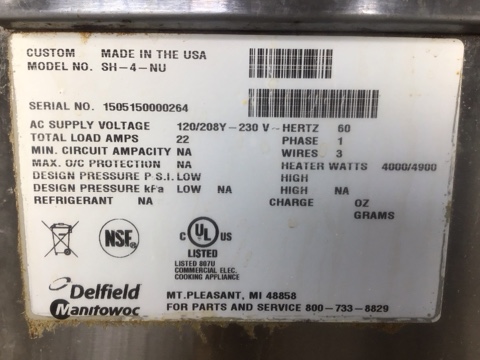 CUSTOM MADE IN THE USA
MODEL NO. SH-4-NU
SERIAL NO. 1505150000264
AC SUPPLY VOLTAGE 120/208Y-230 V~HERTZ 60
TOTAL LOAD AMPS 22 PHASE 1
MIN. CIRCUIT AMPACITY NA WIRES 3
MAX. O/C PROTECTION NA HEATER WATTS 4000/4900
DESIGN PRESSURE P S.I. LOW HIGH
DESIGN PRESSURE kPa LOW NA HIGH NA
REFRIGERANT NA CHARGE OZ
GRAMS
NSF®
C UL US
LISTED
LISTED 807U
COMMERCIAL ELEC.
COOKING APPLIANCE
Delfield
Manitowoc
MT.PLEASANT, MI 48858
FOR PARTS AND SERVICE 800-733-8829